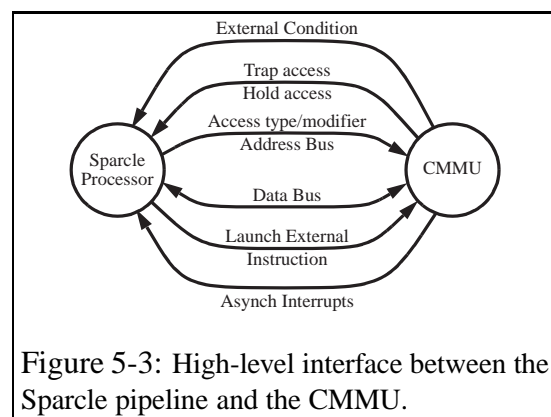 External Condition
Trap access
Hold access
Access type/modifier
Address Bus
Sparcle
Processor
CMMU
Data Bus
Launch External
Instruction
Asynch Interrupts
Figure 5-3: High-level interface between the
Sparcle pipeline and the CMMU.